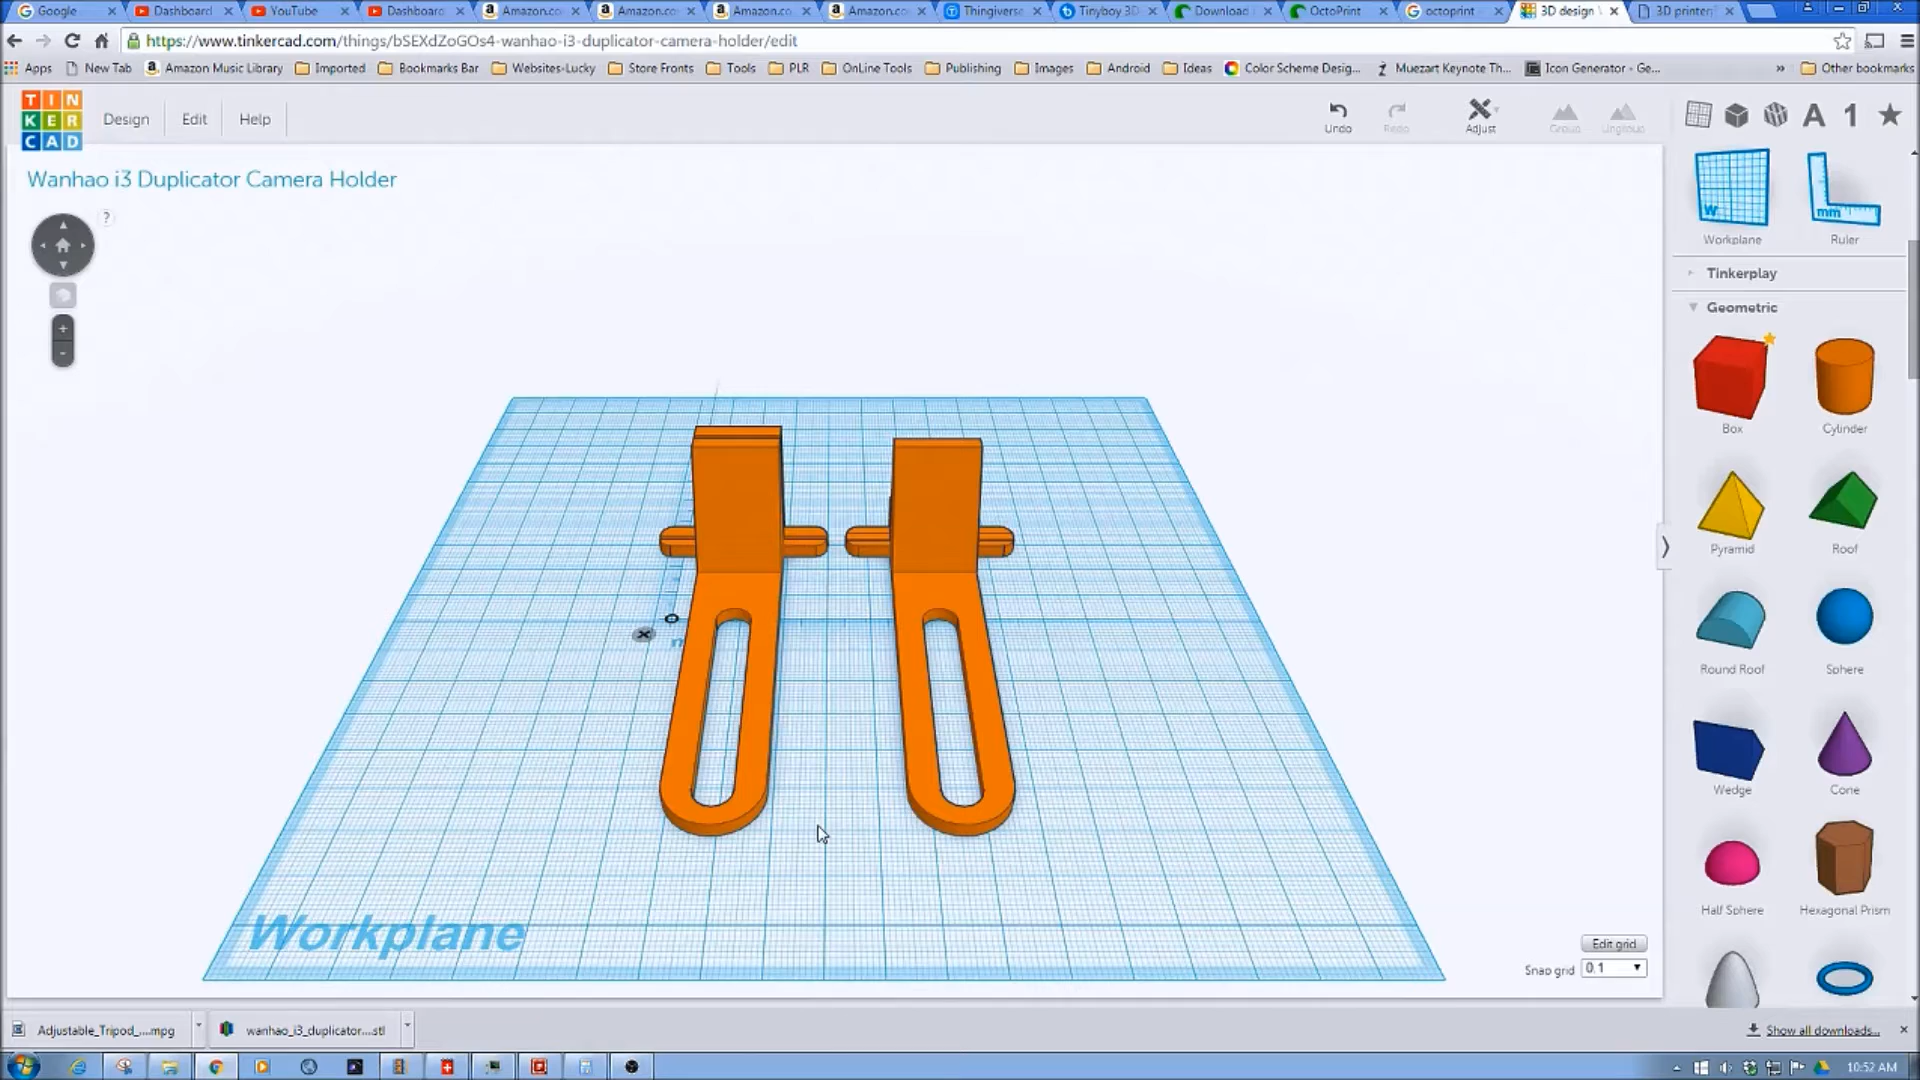 Google
Dashboard
YouTube
Dashboard
Amazon.co
Amazon.co
Amazon.co
Amazon.co
Thingiverse
Tinyboy 3D
Download
OctoPrint
octoprint
3D design
3D printer
https://www.tinkercad.com/things/bSEXdZoGOs4-wanhao-i3-duplicator-camera-holder/edit
Apps
New Tab
Amazon Music Library
Imported
Bookmarks Bar
Websites-Lucky
Store Fronts
Tools
PLR
OnLine Tools
Publishing
Images
Android
Ideas
Color Scheme Desig...
Muezart Keynote Th...
Icon Generator - Ge...
»
Other bookmarks
TIN
KER
CAD
Design
Edit
Help
Undo
Redo
Adjust
Group
Ungroup
A
1
Wanhao i3 Duplicator Camera Holder
?
+
-
W
Workplane
mm
Ruler
Tinkerplay
Geometric
Box
Cylinder
Pyramid
Roof
Round Roof
Sphere
Wedge
Cone
Half Sphere
Hexagonal Prism
Workplane
Edit grid
Snap grid
0.1
Adjustable_Tripod_....mpg
wanhao_i3_duplicator....stl
Show all downloads...
10:52 AM